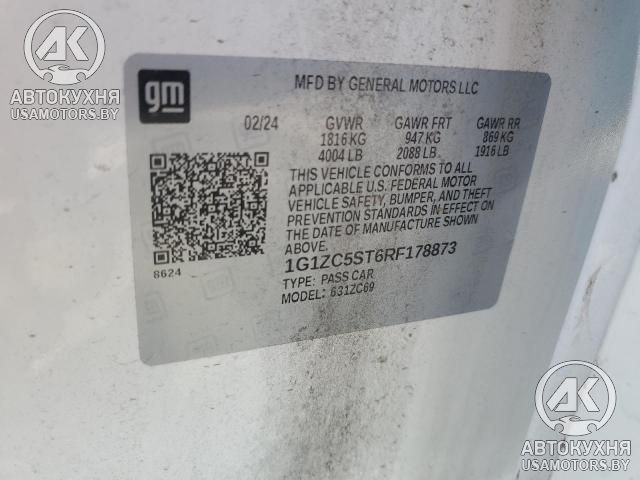 АК
АВТОКУХНЯ
USAMOTORS.BY
gm
MFD BY GENERAL MOTORS LLC
02/24 GVWR GAWR FRT GAWR RR
1816 KG 947 KG 869 KG
4004 LB 2088 LB 1916 LB
THIS VEHICLE CONFORMS TO ALL
APPLICABLE U.S. FEDERAL MOTOR
VEHICLE SAFETY, BUMPER, AND THEFT
PREVENTION STANDARDS IN EFFECT ON
THE DATE OF MANUFACTURE SHOWN
ABOVE.
8624
1G1ZC5ST6RF178873
TYPE: PASS CAR
MODEL: 631ZC69
АК
АВТОКУХНЯ
USAMOTORS.BY